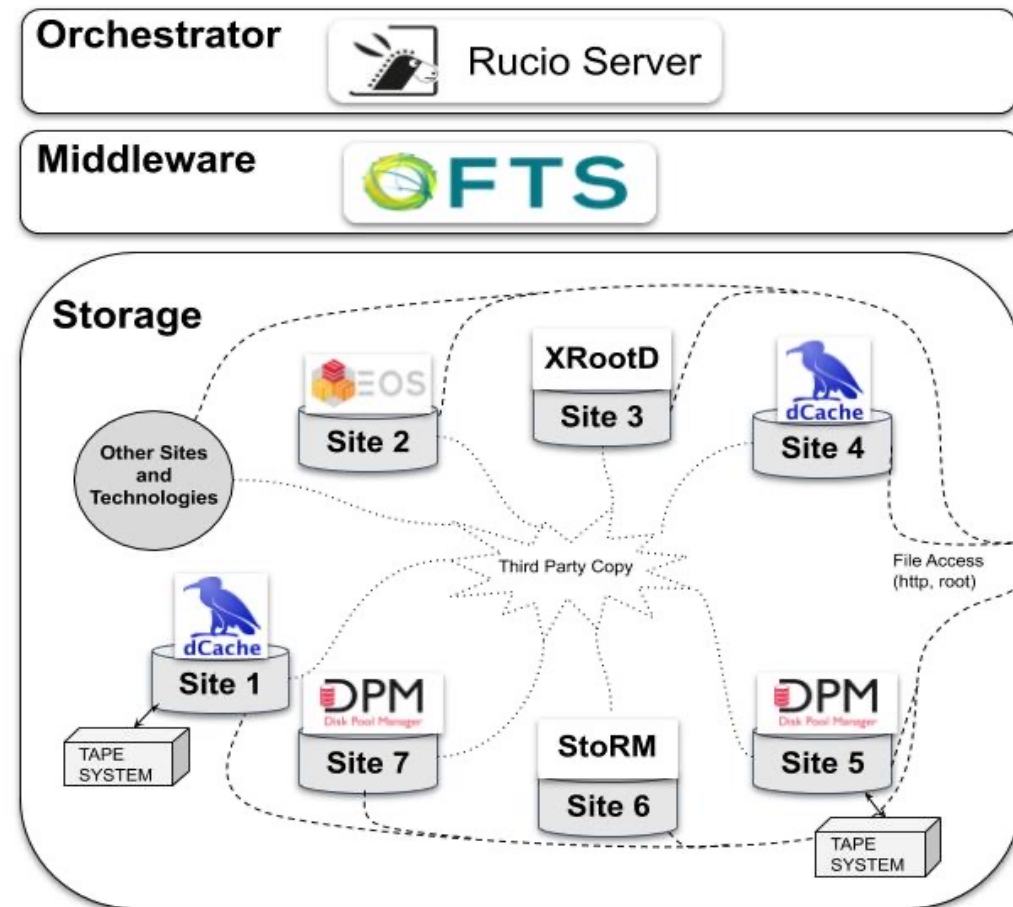 Orchestrator
Rucio Server
Middleware
FTS
Storage
EOS
Site 2
XRootD
Site 3
dCache
Site 4
Other Sites
and
Technologies
Third Party Copy
File Access
(http, root)
dCache
Site 1
TAPE
SYSTEM
DPM
Disk Pool Manager
Site 7
StoRM
Site 6
DPM
Disk Pool Manager
Site 5
TAPE
SYSTEM